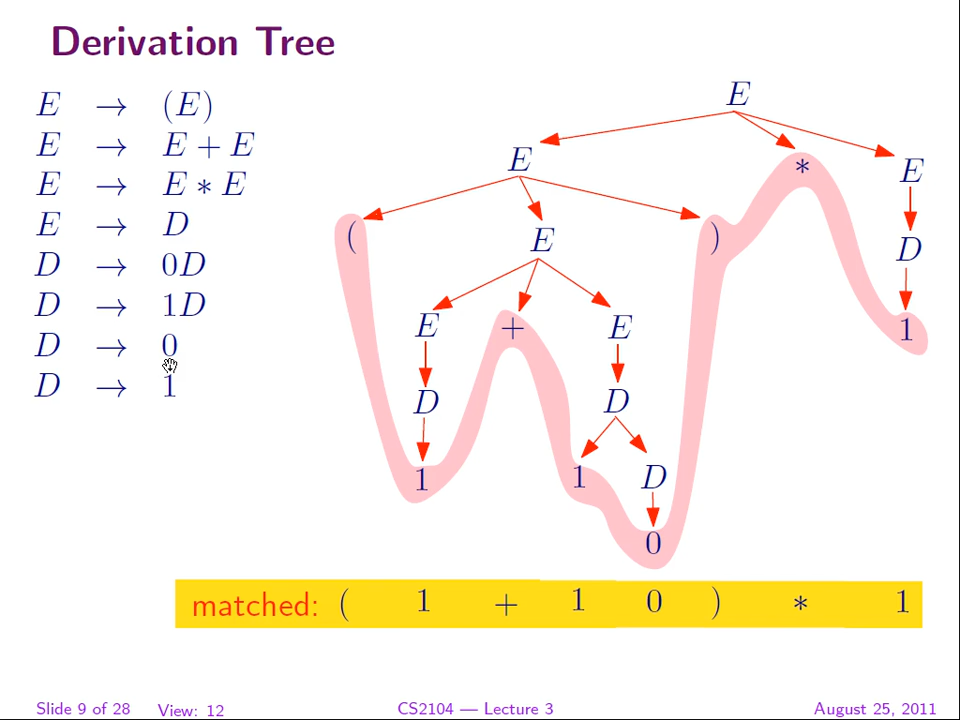 Derivation Tree
E → (E)
E → E + E
E → E ∗ E
E → D
D → 0D
D → 1D
D → 0
D → 1
E
E ∗ E
( E ) D
E + E 1
D D
1 1 D
0
matched: ( 1 + 1 0 ) ∗ 1
Slide 9 of 28 View: 12 CS2104 — Lecture 3 August 25, 2011